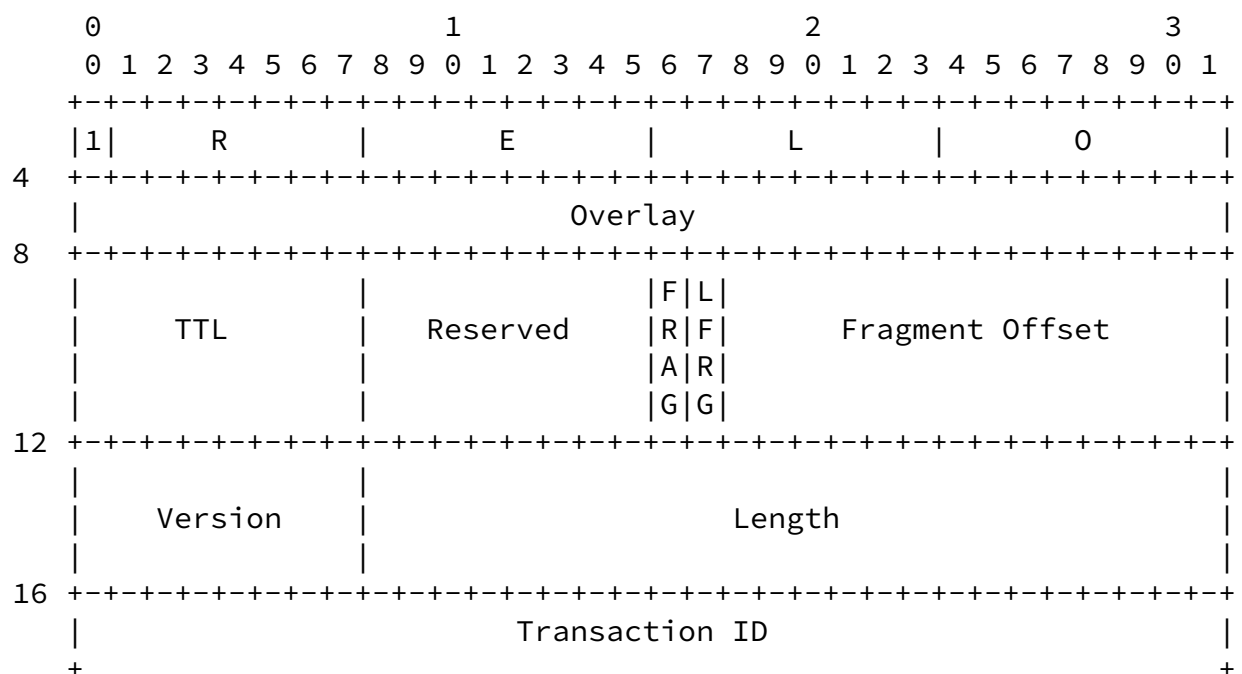 0                   1                   2                   3
       0 1 2 3 4 5 6 7 8 9 0 1 2 3 4 5 6 7 8 9 0 1 2 3 4 5 6 7 8 9 0 1
      +-+-+-+-+-+-+-+-+-+-+-+-+-+-+-+-+-+-+-+-+-+-+-+-+-+-+-+-+-+-+-+-+
      |1|     R       |       E       |       L       |       O       |
   4  +-+-+-+-+-+-+-+-+-+-+-+-+-+-+-+-+-+-+-+-+-+-+-+-+-+-+-+-+-+-+-+-+
      |                           Overlay                             |
   8  +-+-+-+-+-+-+-+-+-+-+-+-+-+-+-+-+-+-+-+-+-+-+-+-+-+-+-+-+-+-+-+-+
      |               |               |F|L|                           |
      |     TTL       |   Reserved    |R|F|      Fragment Offset      |
      |               |               |A|R|                           |
      |               |               |G|G|                           |
   12 +-+-+-+-+-+-+-+-+-+-+-+-+-+-+-+-+-+-+-+-+-+-+-+-+-+-+-+-+-+-+-+-+
      |               |                                               |
      |    Version    |                    Length                     |
      |               |                                               |
   16 +-+-+-+-+-+-+-+-+-+-+-+-+-+-+-+-+-+-+-+-+-+-+-+-+-+-+-+-+-+-+-+-+
      |                        Transaction ID                         |
      +                                                               +